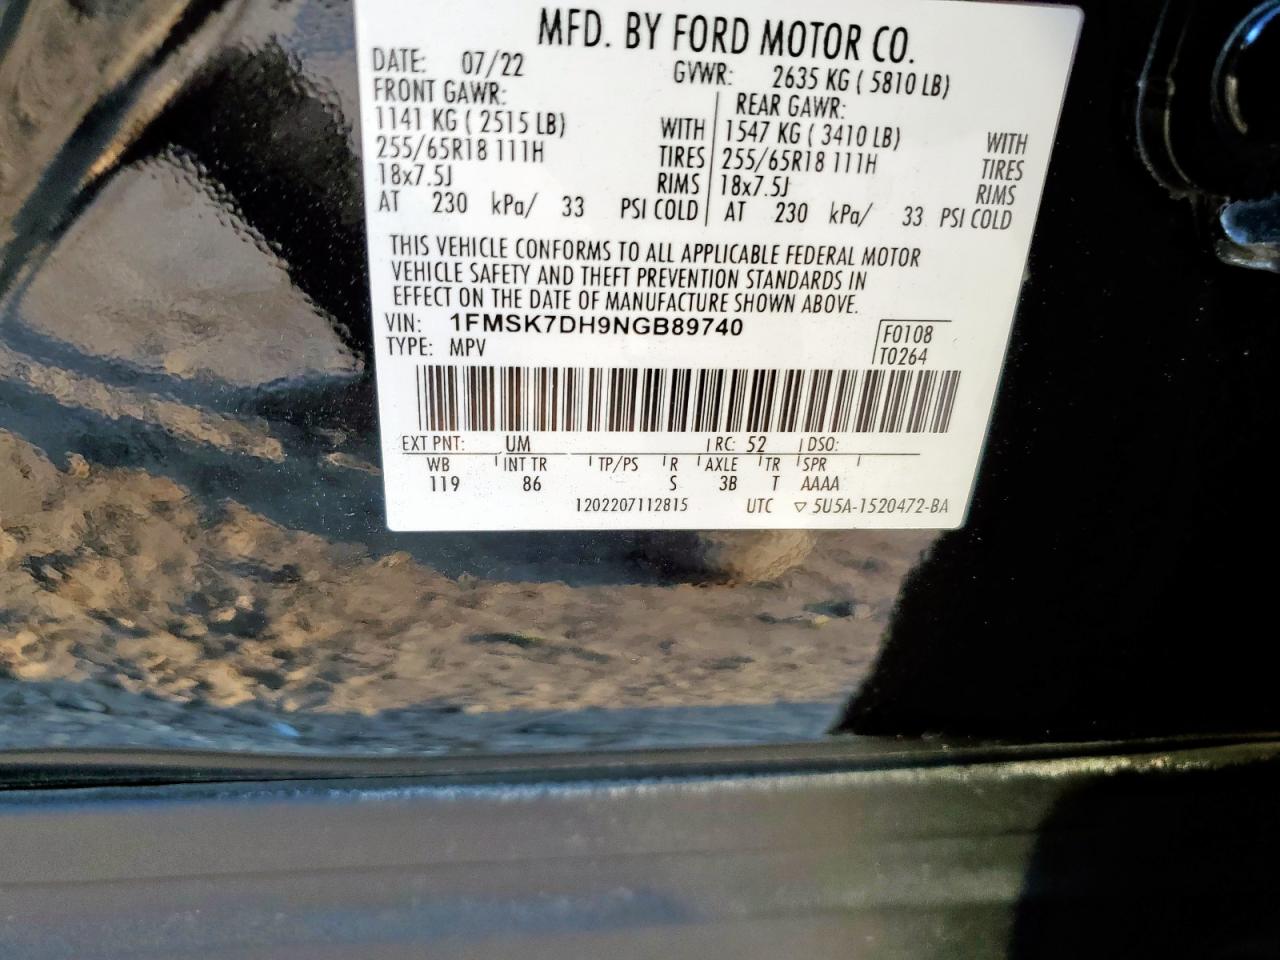 MFD. BY FORD MOTOR CO.
DATE: 07/22 GVWR: 2635 KG ( 5810 LB)
FRONT GAWR: REAR GAWR:
1141 KG ( 2515 LB) WITH 1547 KG ( 3410 LB) WITH
255/65R18 111H TIRES 255/65R18 111H TIRES
18x7.5J RIMS 18x7.5J RIMS
AT 230 kPa/ 33 PSI COLD AT 230 kPa/ 33 PSI COLD
THIS VEHICLE CONFORMS TO ALL APPLICABLE FEDERAL MOTOR
VEHICLE SAFETY AND THEFT PREVENTION STANDARDS IN
EFFECT ON THE DATE OF MANUFACTURE SHOWN ABOVE.
VIN: 1FMSK7DH9NGB89740 F0108
TYPE: MPV T0264
EXT PNT: UM RC: 52 DSO:
WB INT TR TP/PS R AXLE TR SPR
119 86 S 3B T AAAA
1202207112815 UTC ▽ 5U5A-1520472-BA